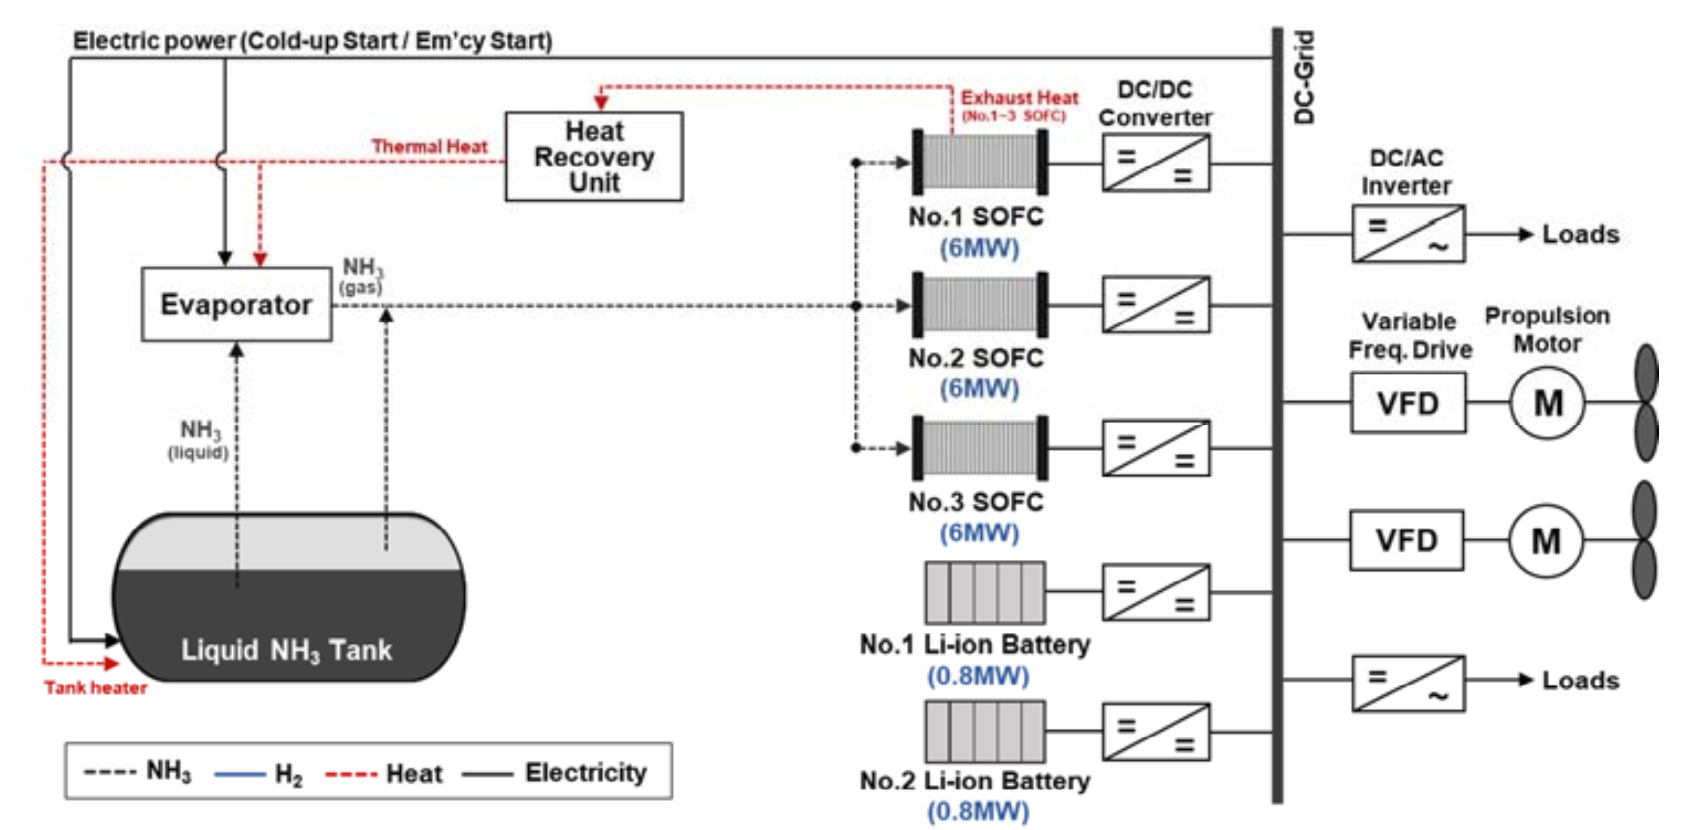 Electric power (Cold-up Start / Em'cy Start)
DC-Grid
Exhaust Heat
(No.1~3 SOFC)
DC/DC
Converter
Heat
Recovery
Unit
Thermal Heat
DC/AC
Inverter
=
=
No.1 SOFC
(6MW)
=
~
Loads
Evaporator
NH3
(gas)
=
=
No.2 SOFC
(6MW)
Variable
Freq. Drive
Propulsion
Motor
VFD
M
NH3
(liquid)
=
=
No.3 SOFC
(6MW)
VFD
M
Liquid NH3 Tank
Tank heater
=
=
No.1 Li-ion Battery
(0.8MW)
=
~
Loads
=
=
No.2 Li-ion Battery
(0.8MW)
NH3 H2 Heat Electricity